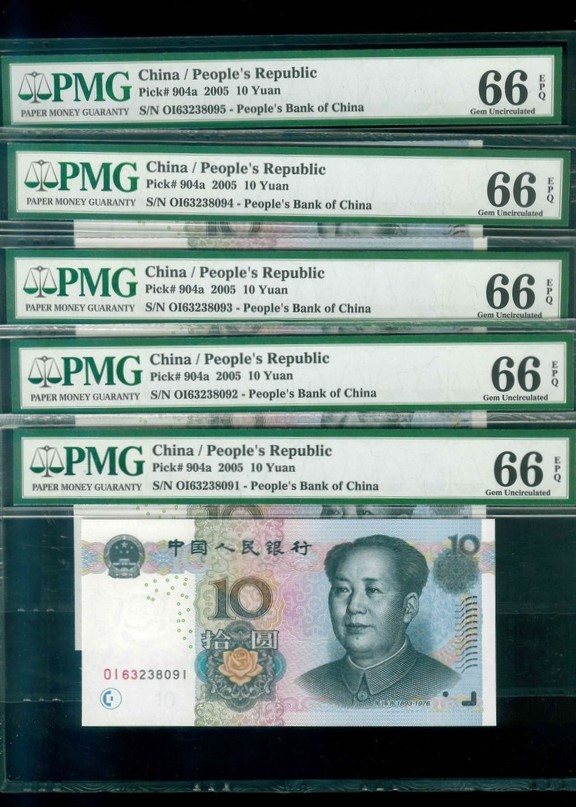 PMG
PAPER MONEY GUARANTY
China / People's Republic
Pick# 904a 2005 10 Yuan
S/N OI63238095 - People's Bank of China
66 EPQ
Gem Uncirculated
PMG
PAPER MONEY GUARANTY
China / People's Republic
Pick# 904a 2005 10 Yuan
S/N OI63238094 - People's Bank of China
66 EPQ
Gem Uncirculated
PMG
PAPER MONEY GUARANTY
China / People's Republic
Pick# 904a 2005 10 Yuan
S/N OI63238093 - People's Bank of China
66 EPQ
Gem Uncirculated
PMG
PAPER MONEY GUARANTY
China / People's Republic
Pick# 904a 2005 10 Yuan
S/N OI63238092 - People's Bank of China
66 EPQ
Gem Uncirculated
PMG
PAPER MONEY GUARANTY
China / People's Republic
Pick# 904a 2005 10 Yuan
S/N OI63238091 - People's Bank of China
66 EPQ
Gem Uncirculated
中国人民银行
10
10
拾圆
OI63238091
10
1893-1976